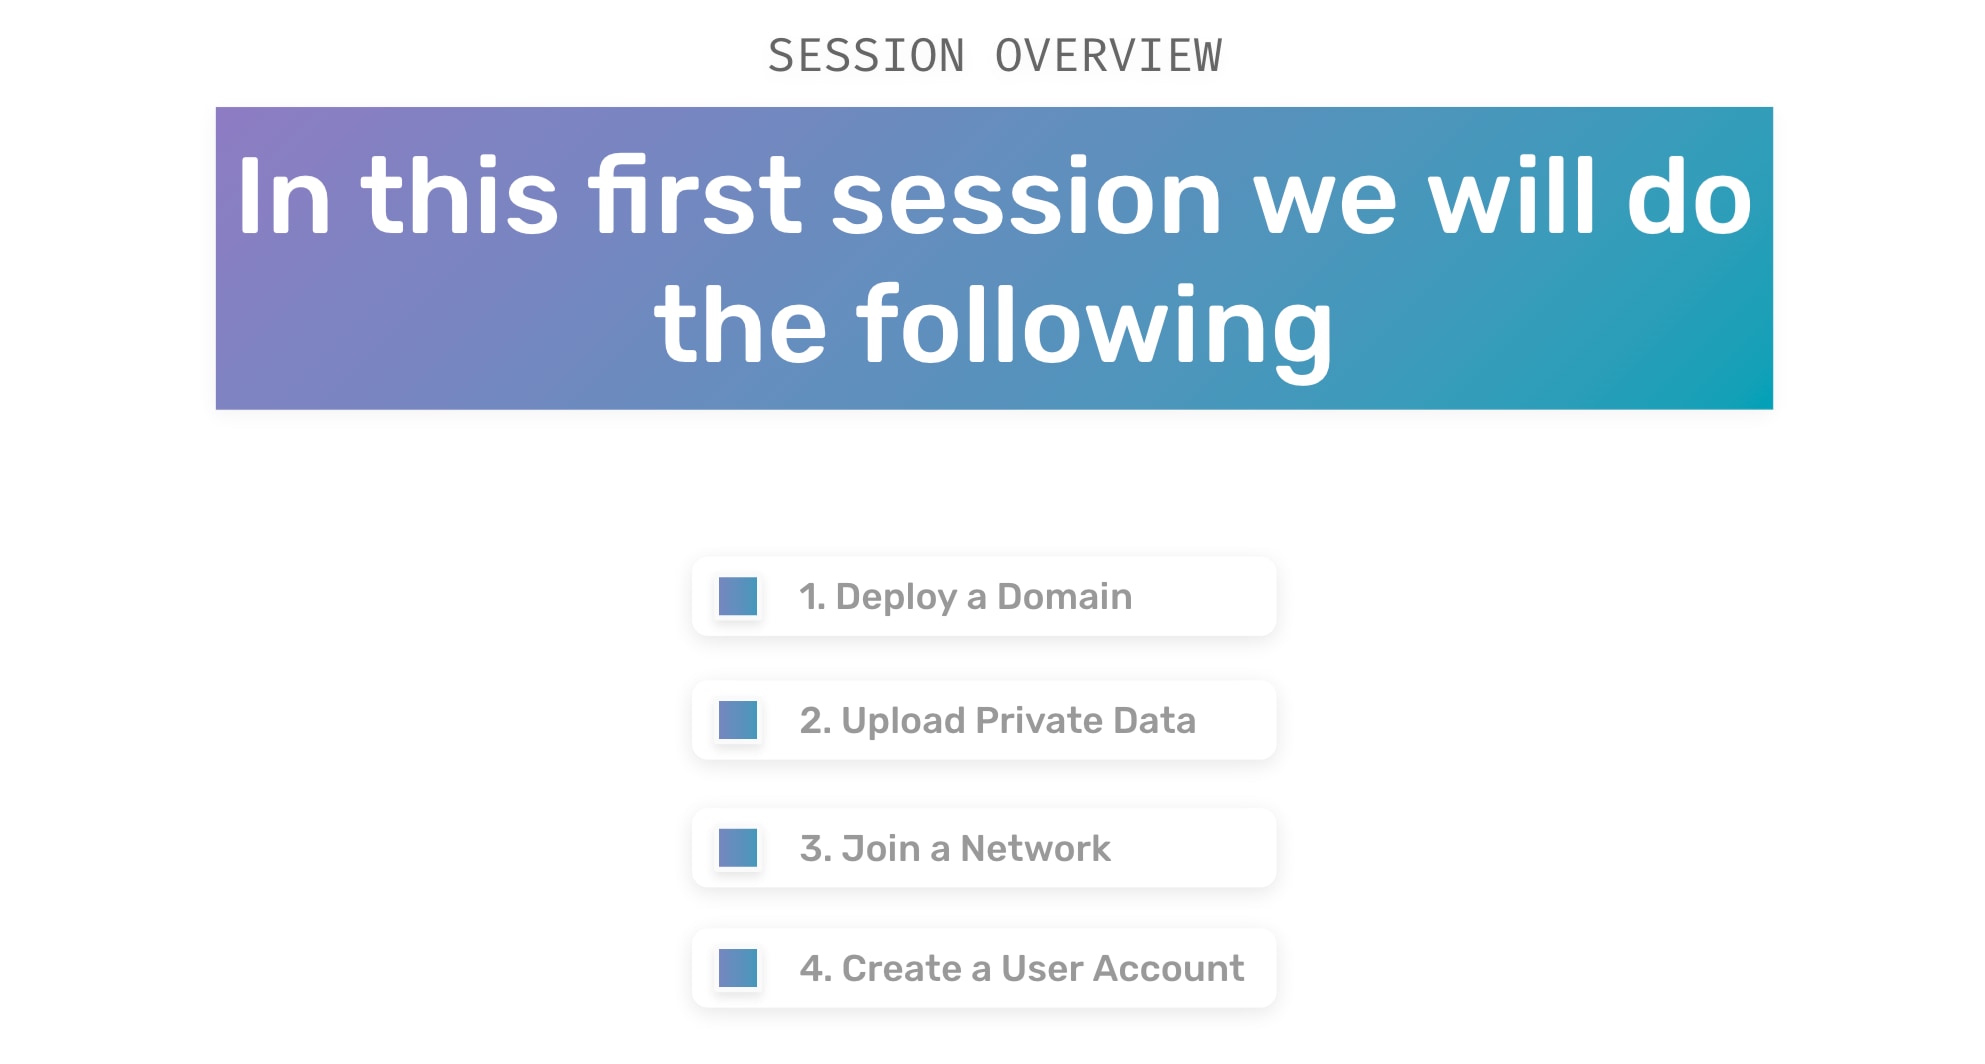 SESSION OVERVIEW
In this first session we will do
the following
1. Deploy a Domain
2. Upload Private Data
3. Join a Network
4. Create a User Account